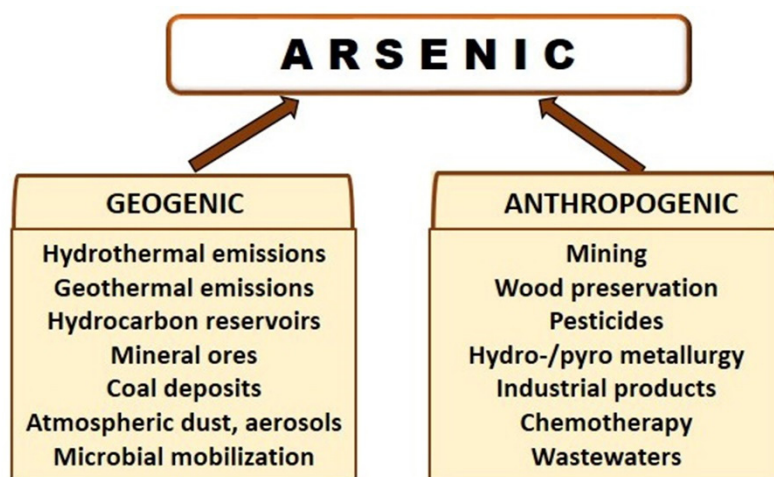 ARSENIC
GEOGENIC
Hydrothermal emissions
Geothermal emissions
Hydrocarbon reservoirs
Mineral ores
Coal deposits
Atmospheric dust, aerosols
Microbial mobilization
ANTHROPOGENIC
Mining
Wood preservation
Pesticides
Hydro-/pyro metallurgy
Industrial products
Chemotherapy
Wastewaters